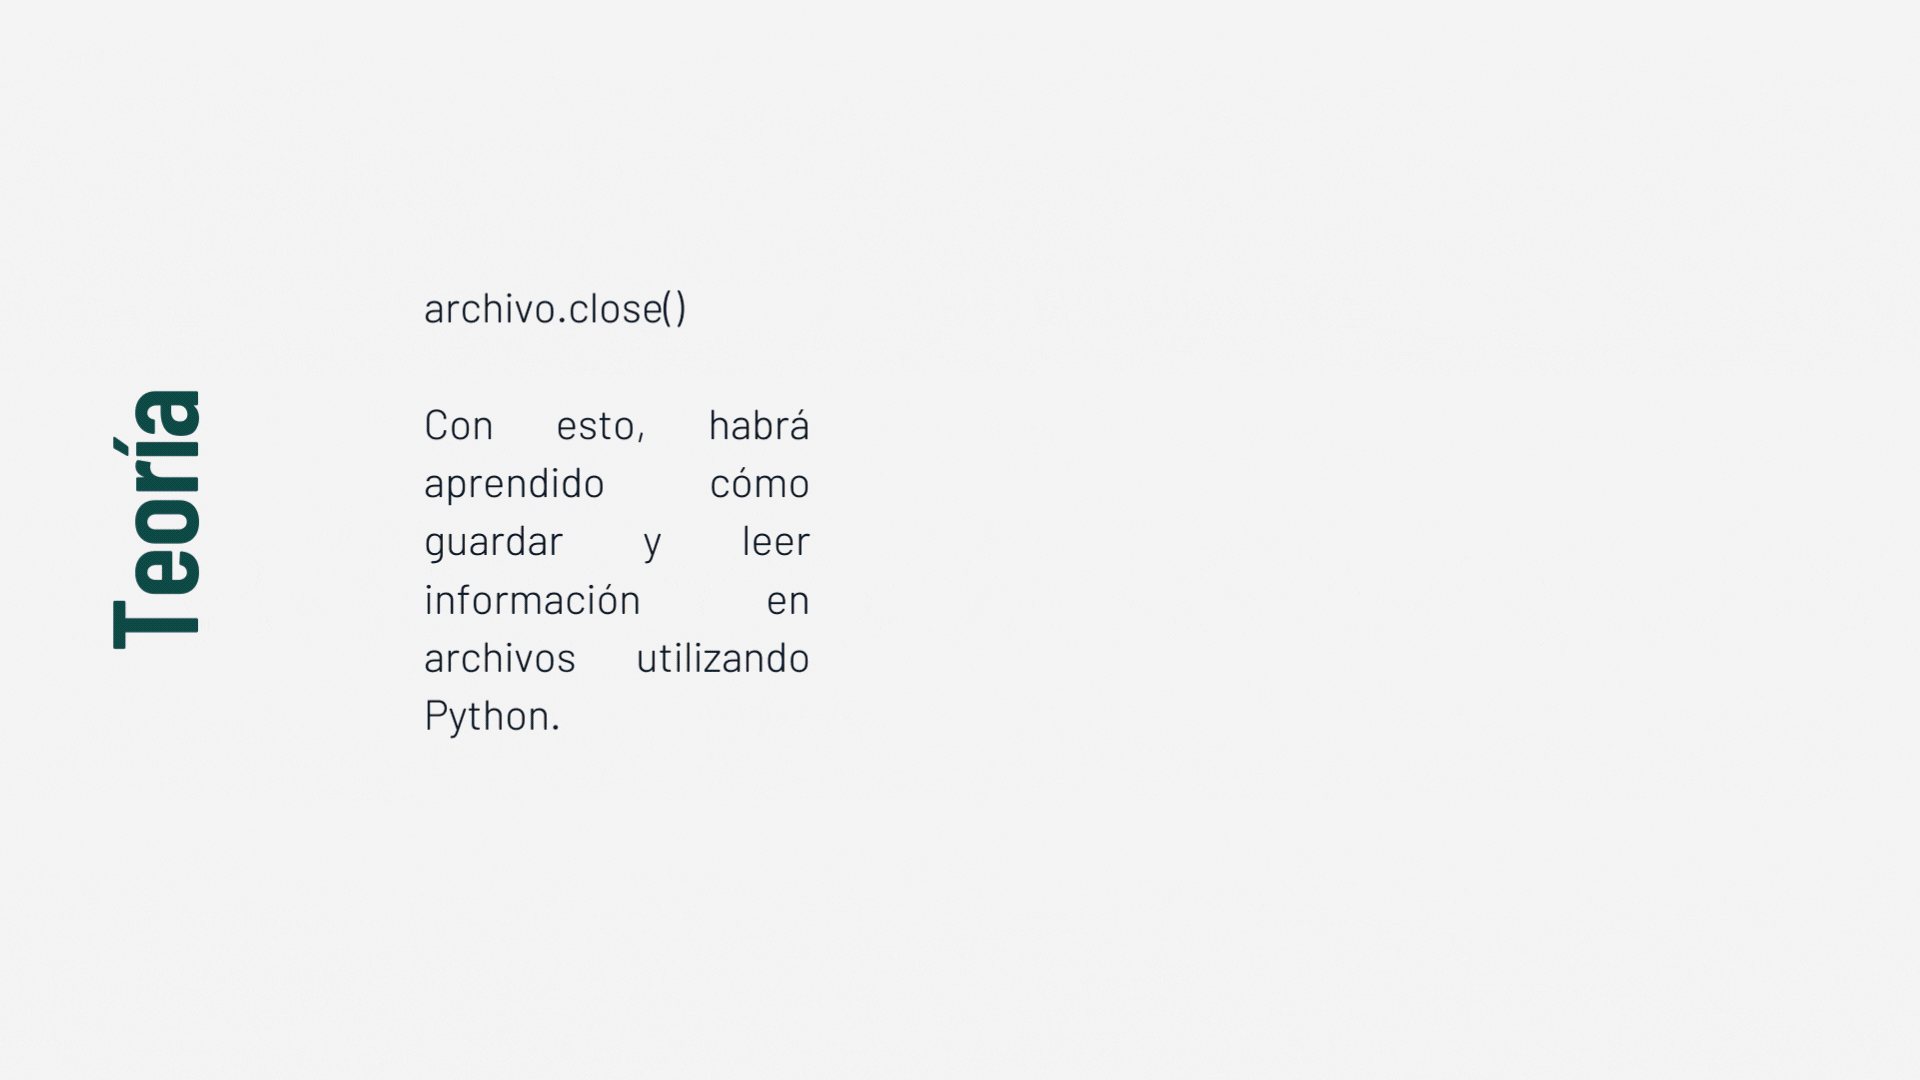 Teoría
archivo.close()
Con esto, habrá
aprendido cómo
guardar y leer
información en
archivos utilizando
Python.